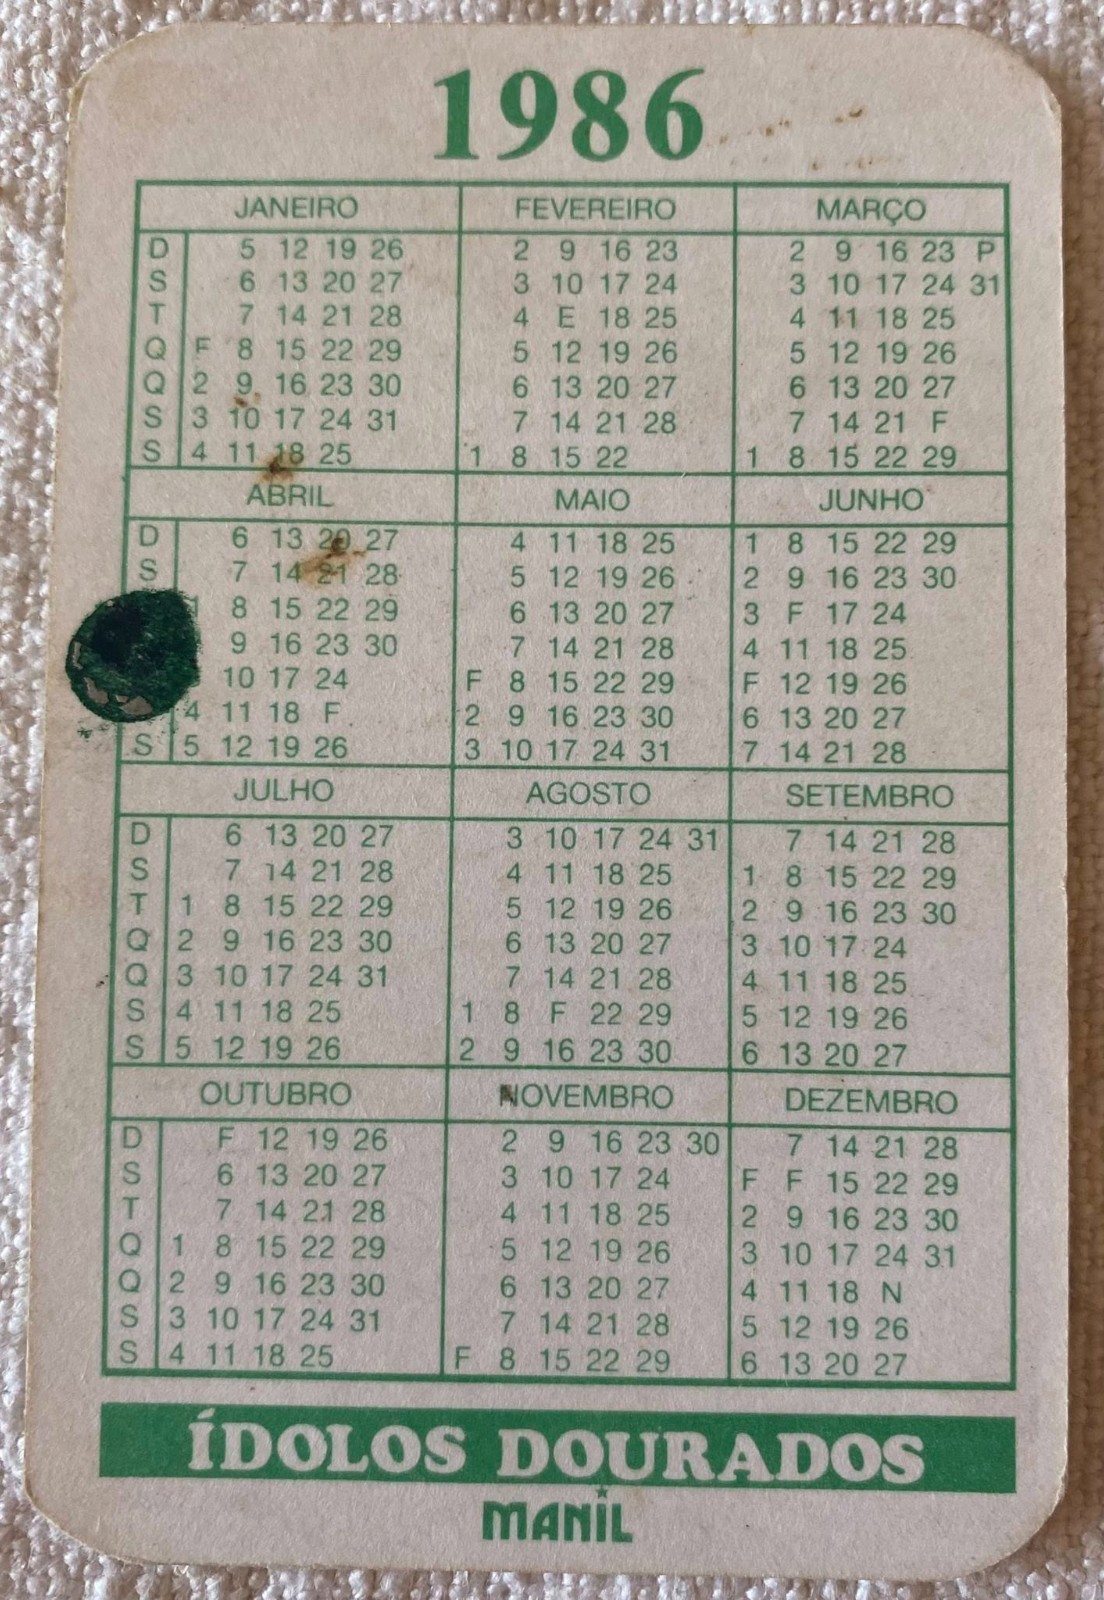 1986
JANEIRO FEVEREIRO MARÇO
D 5 12 19 26 2 9 16 23 2 9 16 23 P
S 6 13 20 27 3 10 17 24 3 10 17 24 31
T 7 14 21 28 4 E 18 25 4 11 18 25
Q F 8 15 22 29 5 12 19 26 5 12 19 26
Q 2 9 16 23 30 6 13 20 27 6 13 20 27
S 3 10 17 24 31 7 14 21 28 7 14 21 F
S 4 11 18 25 1 8 15 22 1 8 15 22 29
ABRIL MAIO JUNHO
D 6 13 20 27 4 11 18 25 1 8 15 22 29
S 7 14 21 28 5 12 19 26 2 9 16 23 30
1 8 15 22 29 6 13 20 27 3 F 17 24
9 16 23 30 7 14 21 28 4 11 18 25
10 17 24 F 8 15 22 29 F 12 19 26
4 11 18 F 2 9 16 23 30 6 13 20 27
S 5 12 19 26 3 10 17 24 31 7 14 21 28
JULHO AGOSTO SETEMBRO
D 6 13 20 27 3 10 17 24 31 7 14 21 28
S 7 14 21 28 4 11 18 25 1 8 15 22 29
T 1 8 15 22 29 5 12 19 26 2 9 16 23 30
Q 2 9 16 23 30 6 13 20 27 3 10 17 24
Q 3 10 17 24 31 7 14 21 28 4 11 18 25
S 4 11 18 25 1 8 F 22 29 5 12 19 26
S 5 12 19 26 2 9 16 23 30 6 13 20 27
OUTUBRO NOVEMBRO DEZEMBRO
D F 12 19 26 2 9 16 23 30 7 14 21 28
S 6 13 20 27 3 10 17 24 F F 15 22 29
T 7 14 21 28 4 11 18 25 2 9 16 23 30
Q 1 8 15 22 29 5 12 19 26 3 10 17 24 31
Q 2 9 16 23 30 6 13 20 27 4 11 18 N
S 3 10 17 24 31 7 14 21 28 5 12 19 26
S 4 11 18 25 F 8 15 22 29 6 13 20 27
ÍDOLOS DOURADOS
MANIL